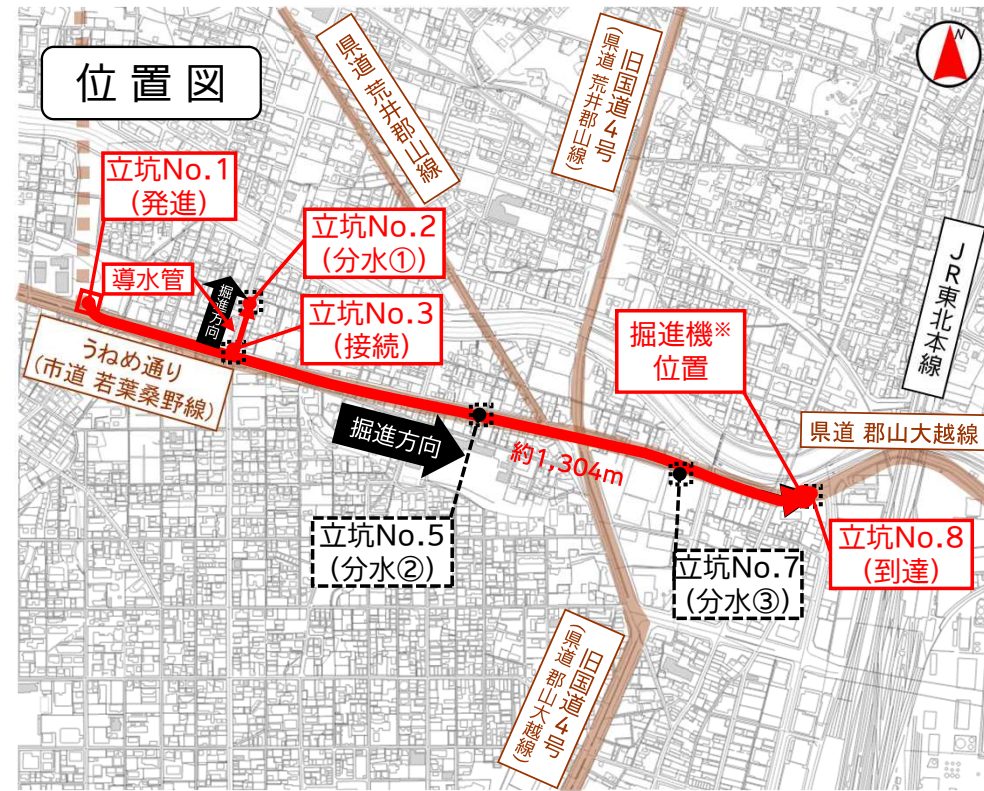 位置図
N
県道 荒井郡山線
旧国道4号
(県道 荒井郡山線)
立坑No.1
(発進)
立坑No.2
(分水①)
導水管
掘進方向
立坑No.3
(接続)
うねめ通り
(市道 若葉桑野線)
掘進機※
位置
JR東北本線
県道 郡山大越線
掘進方向
約1,304m
立坑No.5
(分水②)
立坑No.7
(分水③)
立坑No.8
(到達)
旧国道4号
(県道 郡山大越線)